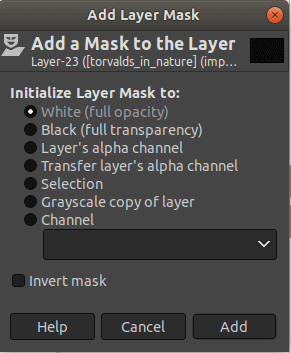 Add Layer Mask
Add a Mask to the Layer
Layer-23 ([torvalds_in_nature] (imp…
Initialize Layer Mask to:
White (full opacity)
Black (full transparency)
Layer's alpha channel
Transfer layer's alpha channel
Selection
Grayscale copy of layer
Channel
Invert mask
Help Cancel Add